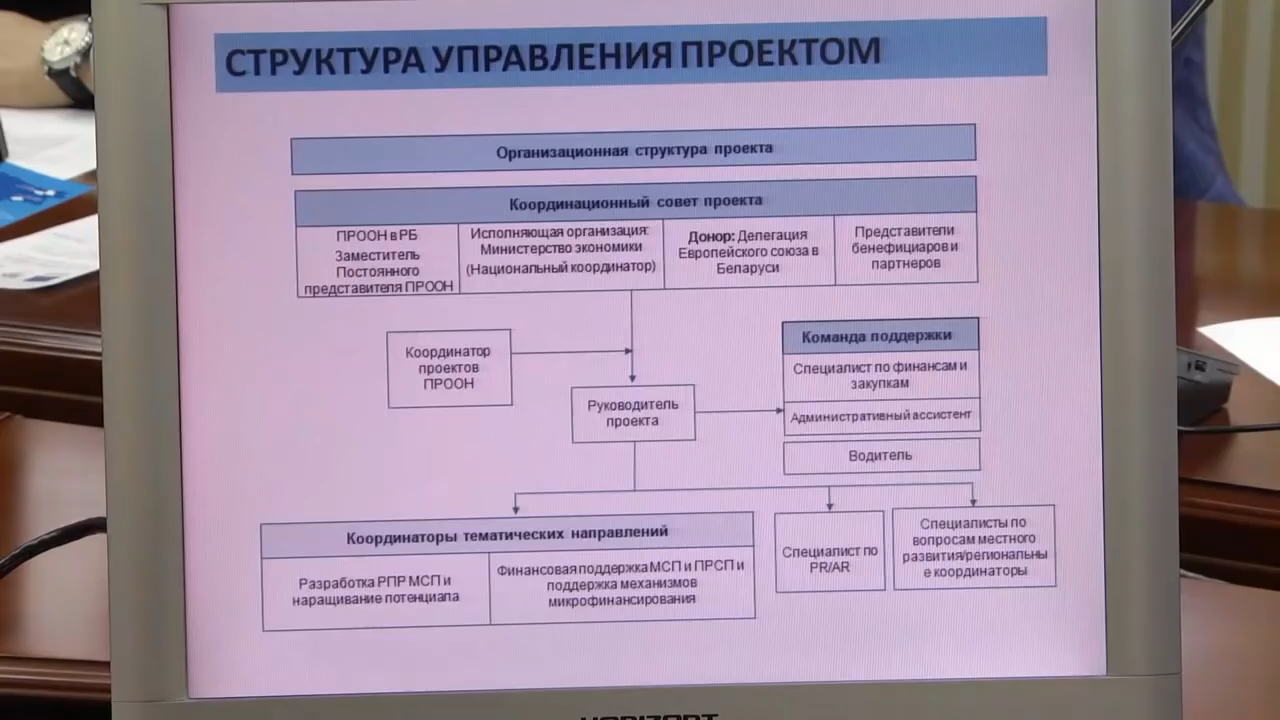 СТРУКТУРА УПРАВЛЕНИЯ ПРОЕКТОМ
Организационная структура проекта
Координационный совет проекта
ПРООН в РБ
Заместитель
Постоянного
представителя ПРООН
Исполняющая организация:
Министерство экономики
(Национальный координатор)
Донор: Делегация
Европейского союза в
Беларуси
Представители
бенефициаров и
партнеров
Координатор
проектов
ПРООН
Руководитель
проекта
Команда поддержки
Специалист по финансам и
закупкам
Административный ассистент
Водитель
Координаторы тематических направлений
Разработка РПР МСП и
наращивание потенциала
Финансовая поддержка МСП и ПРСП и
поддержка механизмов
микрофинансирования
Специалист по
PR/AR
Специалисты по
вопросам местного
развития/региональны
е координаторы
HORIZONT